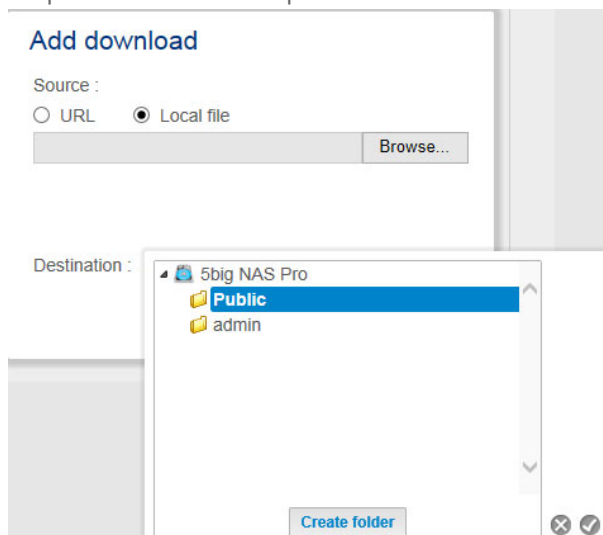 Add download
Source :
URL Local file
Browse...
Destination :
5big NAS Pro
Public
admin
Create folder